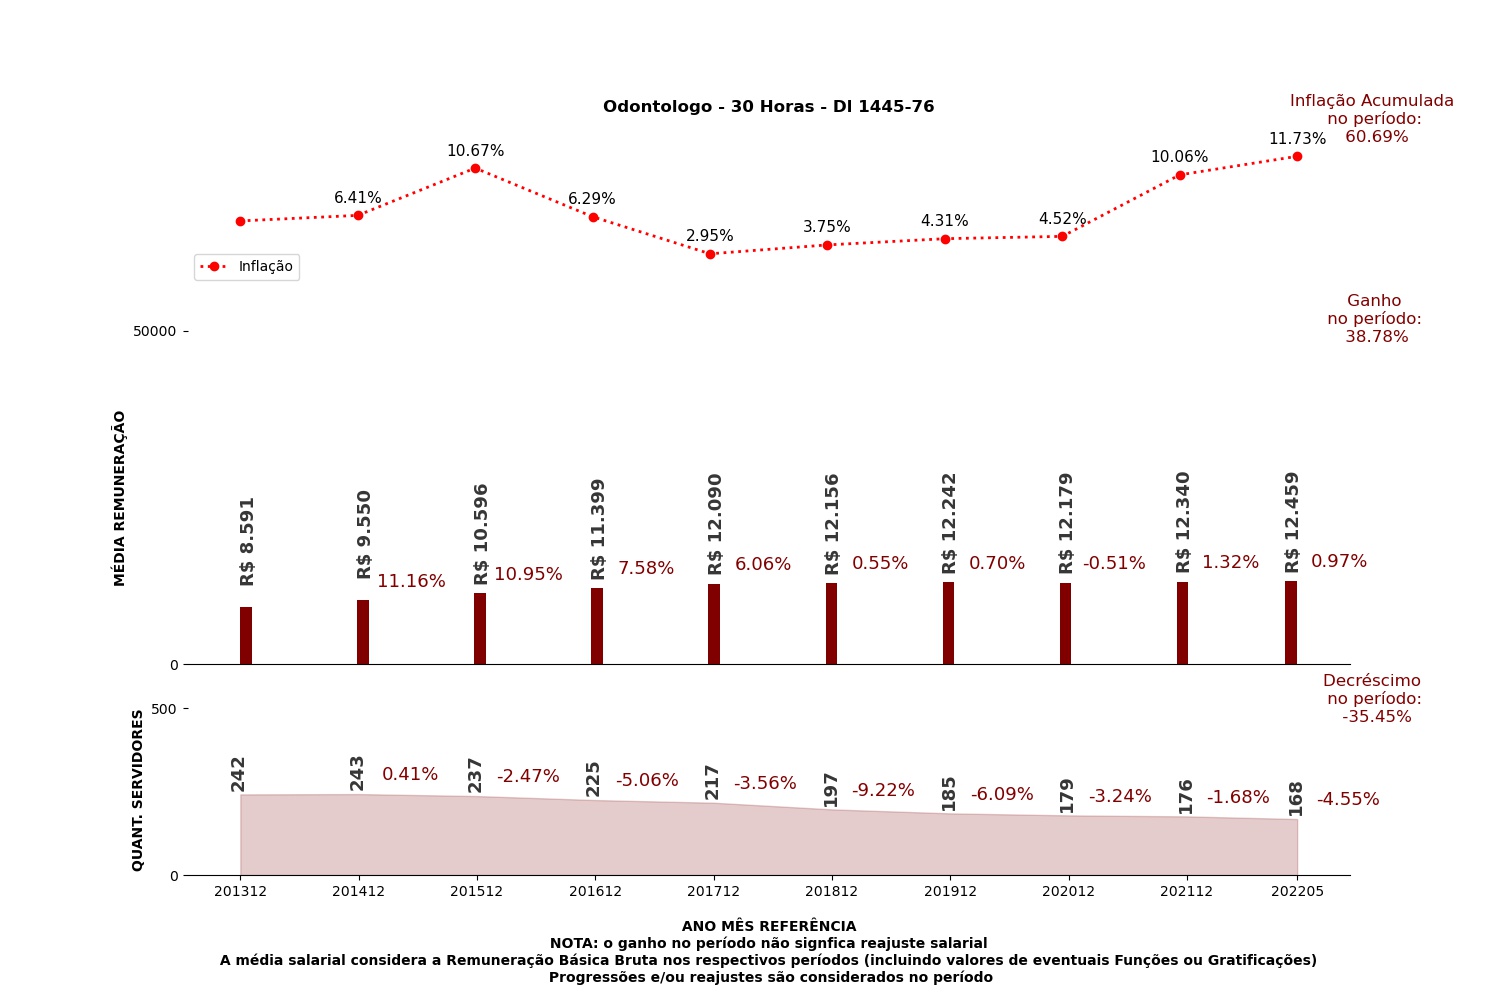 Odontologo - 30 Horas - DI 1445-76
Inflação Acumulada
no período:
60.69%
6.41%
10.67%
6.29%
2.95%
3.75%
4.31%
4.52%
10.06%
11.73%
Inflação
Ganho
no período:
38.78%
50000
0
MÉDIA REMUNERAÇÃO
R$ 8.591
R$ 9.550
R$ 10.596
R$ 11.399
R$ 12.090
R$ 12.156
R$ 12.242
R$ 12.179
R$ 12.340
R$ 12.459
11.16%
10.95%
7.58%
6.06%
0.55%
0.70%
-0.51%
1.32%
0.97%
Decréscimo
no período:
-35.45%
500
0
QUANT. SERVIDORES
242
243
237
225
217
197
185
179
176
168
0.41%
-2.47%
-5.06%
-3.56%
-9.22%
-6.09%
-3.24%
-1.68%
-4.55%
201312
201412
201512
201612
201712
201812
201912
202012
202112
202205
ANO MÊS REFERÊNCIA
NOTA: o ganho no período não signfica reajuste salarial
A média salarial considera a Remuneração Básica Bruta nos respectivos períodos (incluindo valores de eventuais Funções ou Gratificações)
Progressões e/ou reajustes são considerados no período